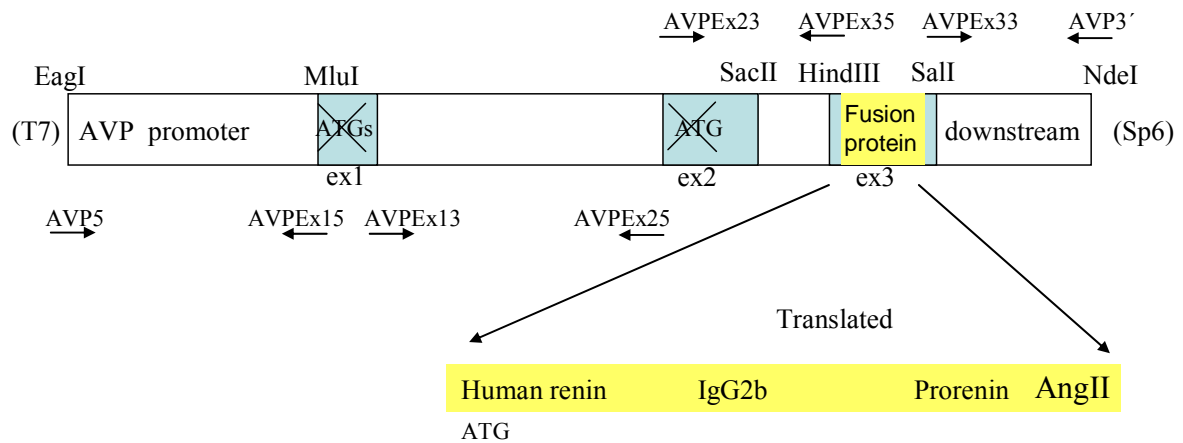 AVPEx23 AVPEx35 AVPEx33 AVP3´
EagI MluI SacII HindIII SalI NdeI
(T7) AVP promoter ATGs ATG Fusion protein downstream (Sp6)
ex1 ex2 ex3
AVP5 AVPEx15 AVPEx13 AVPEx25
Translated
Human renin IgG2b Prorenin AngII
ATG